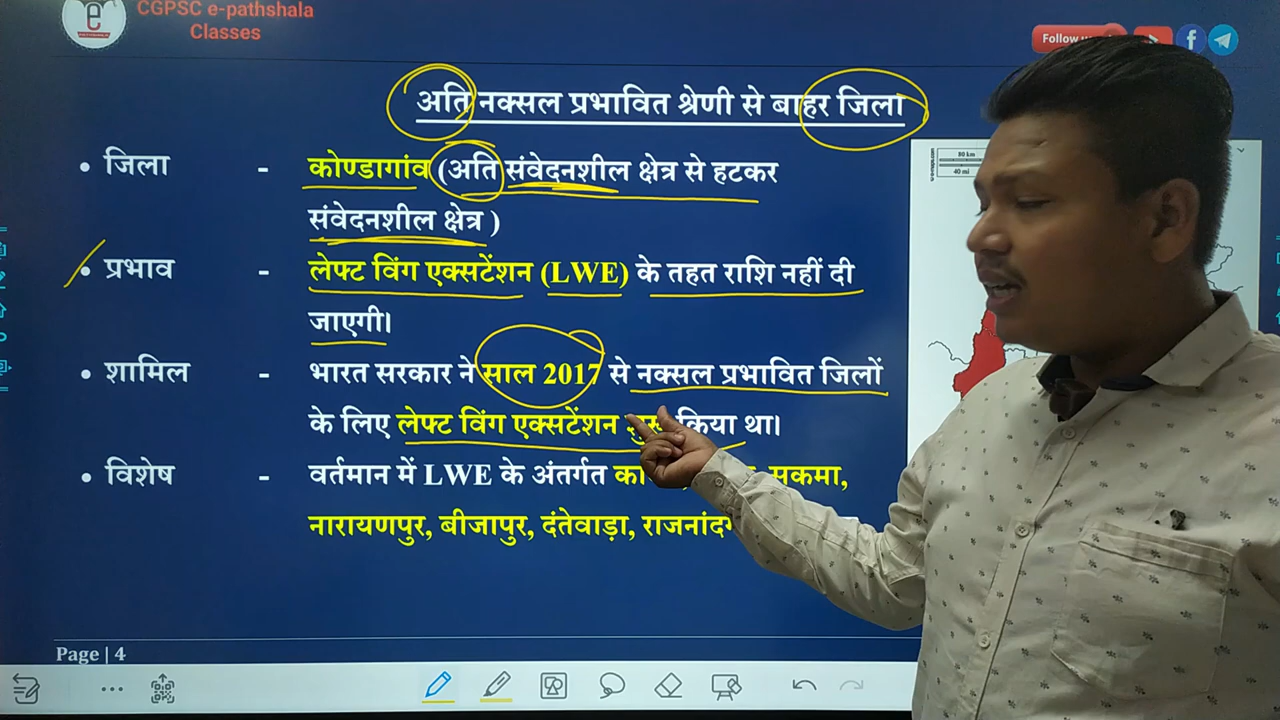 CGPSC e-pathshala
Classes
e
Follow
अति नक्सल प्रभावित श्रेणी से बाहर जिला
• जिला - कोण्डागांव (अति संवेदनशील क्षेत्र से हटकर
संवेदनशील क्षेत्र )
• प्रभाव - लेफ्ट विंग एक्सटेंशन (LWE) के तहत राशि नहीं दी
जाएगी।
• शामिल - भारत सरकार ने साल 2017 से नक्सल प्रभावित जिलों
के लिए लेफ्ट विंग एक्सटेंशन किया था।
• विशेष - वर्तमान में LWE के अंतर्गत सुकमा,
नारायणपुर, बीजापुर, दंतेवाड़ा,
80 km
40 mi
Page | 4